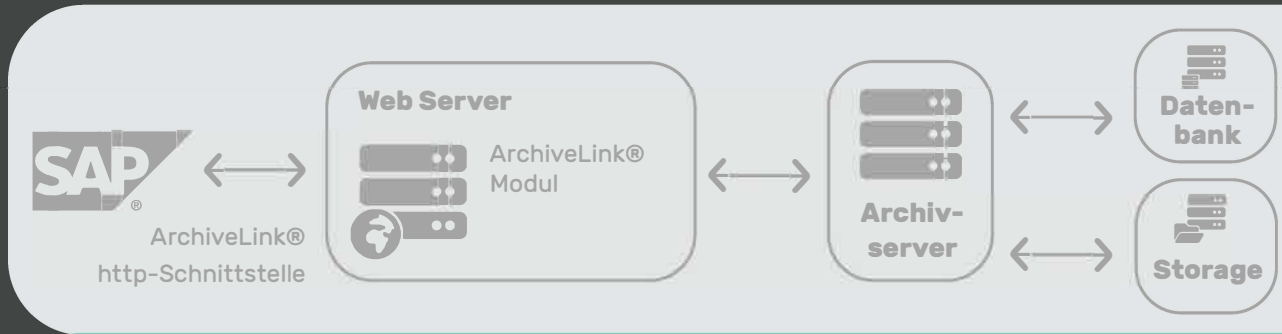 SAP®
ArchiveLink®
http-Schnittstelle
Web Server
ArchiveLink®
Modul
Archiv-
server
Daten-
bank
Storage